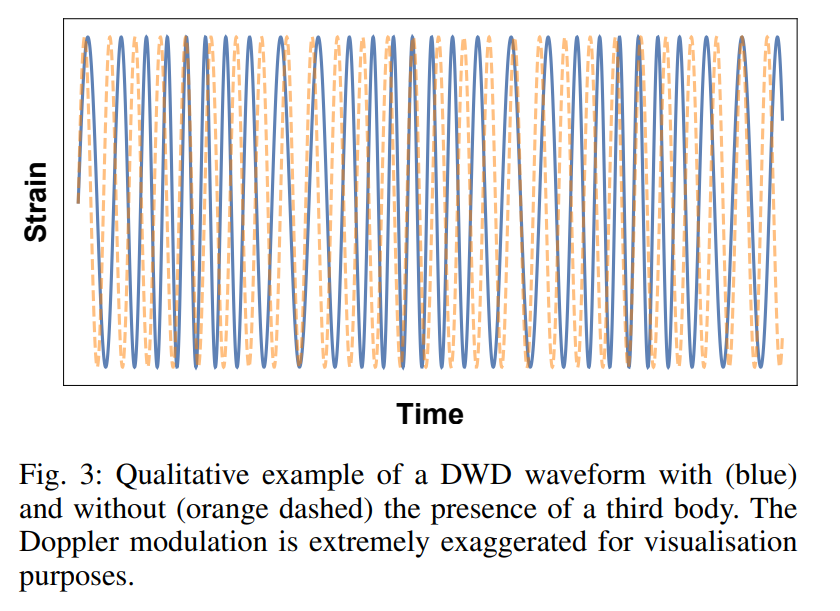 Strain
Time
Fig. 3: Qualitative example of a DWD waveform with (blue)
and without (orange dashed) the presence of a third body. The
Doppler modulation is extremely exaggerated for visualisation
purposes.